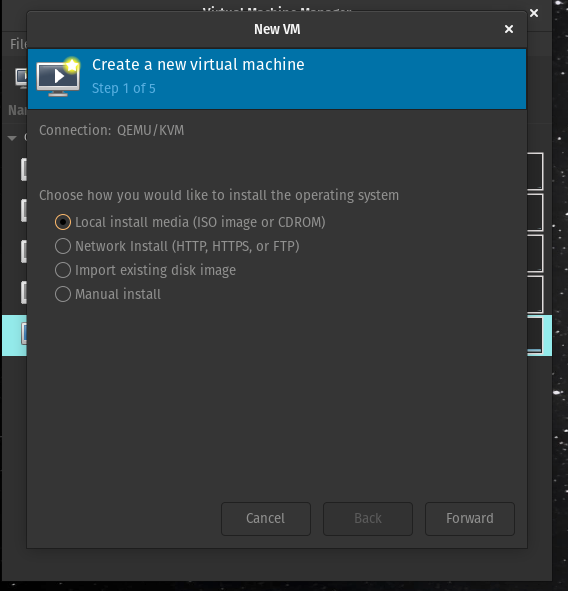 Virtual Machine Manager
New VM
File
Create a new virtual machine
Step 1 of 5
Connection: QEMU/KVM
Choose how you would like to install the operating system
Local install media (ISO image or CDROM)
Network Install (HTTP, HTTPS, or FTP)
Import existing disk image
Manual install
Cancel
Back
Forward